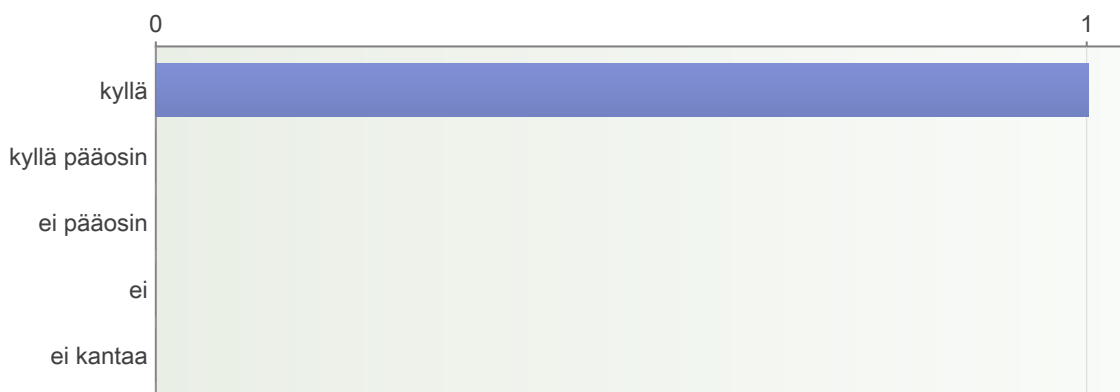 0 1
kyllä
kyllä pääosin
ei pääosin
ei
ei kantaa